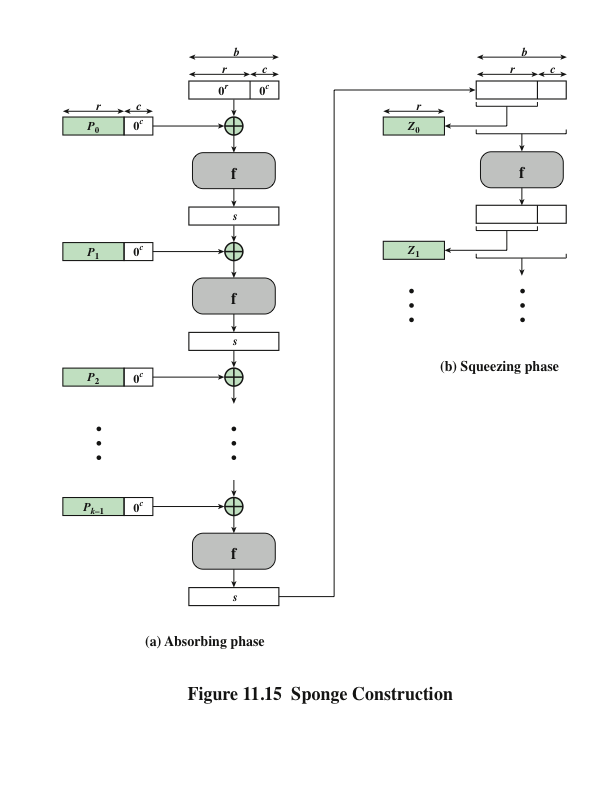 b
r c
0^r 0^c
r c
P_0 0^c
f
s
P_1 0^c
f
s
P_2 0^c
P_{k–1} 0^c
f
s
(a) Absorbing phase
b
r c
r
Z_0
f
Z_1
(b) Squeezing phase
Figure 11.15 Sponge Construction